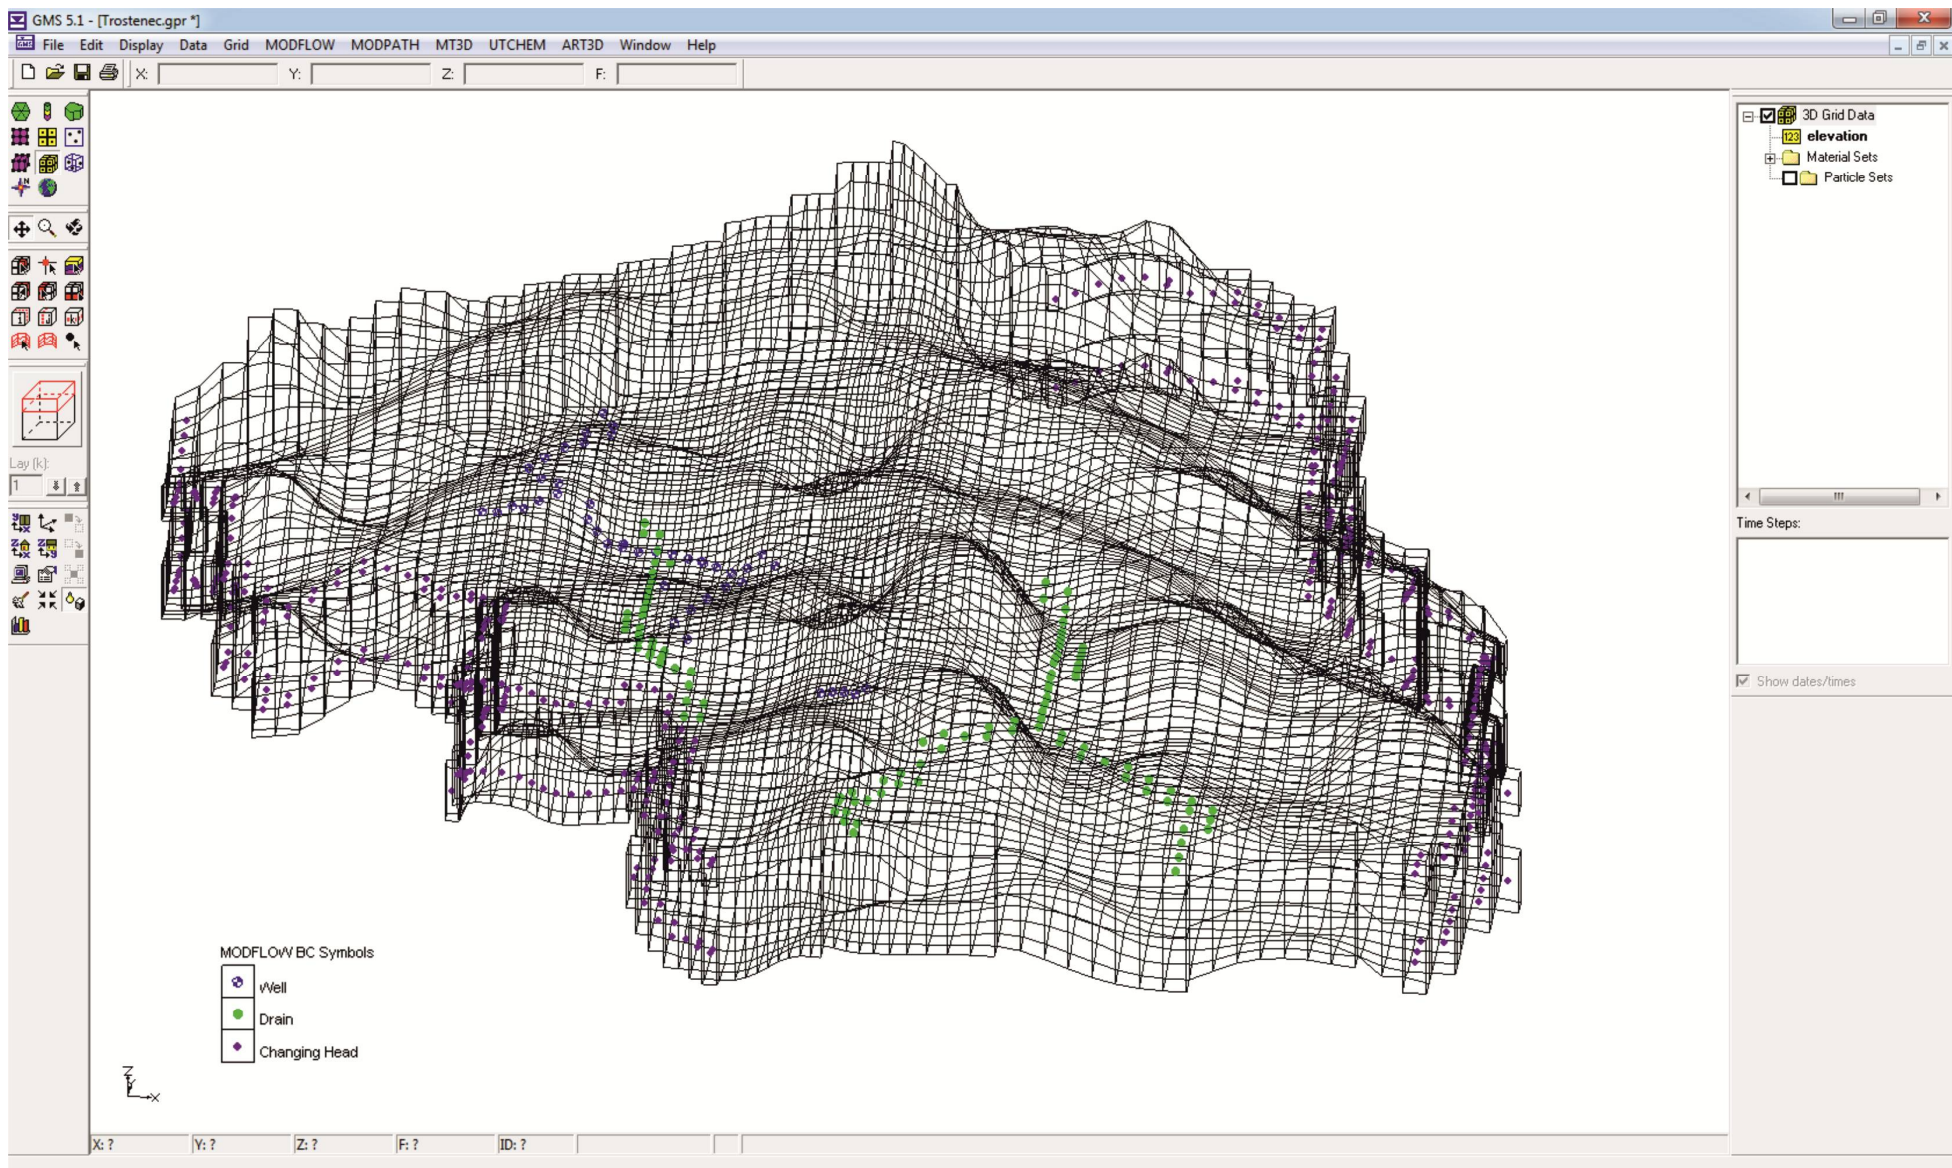 GMS 5.1 - [Trostenec.gpr *]
File Edit Display Data Grid MODFLOW MODPATH MT3D UTCHEM ART3D Window Help
X: Y: Z: F:
3D Grid Data
123 elevation
Material Sets
Particle Sets
Lay (k):
1
Time Steps:
Show dates/times
MODFLOW BC Symbols
Well
Drain
Changing Head
Z
Y
X
X: ? Y: ? Z: ? F: ? ID: ?